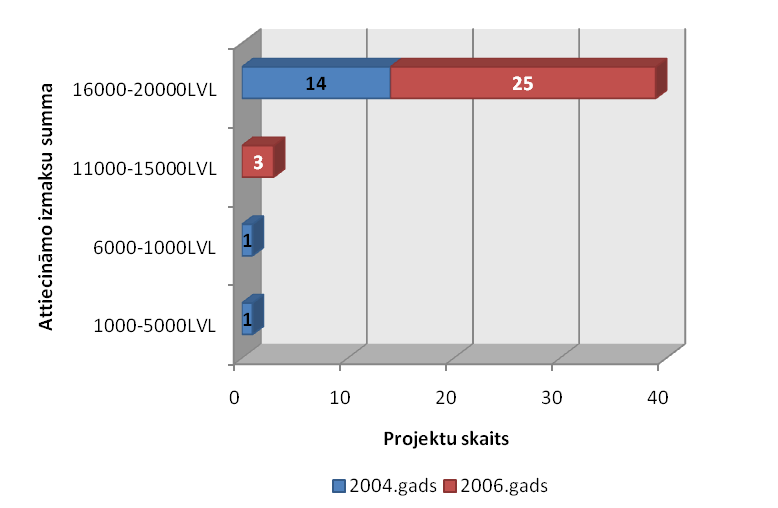 Attiecināmo izmaksu summa
16000-20000LVL
14
25
11000-15000LVL
3
6000-1000LVL
1
1000-5000LVL
1
0 10 20 30 40
Projektu skaits
2004.gads 2006.gads